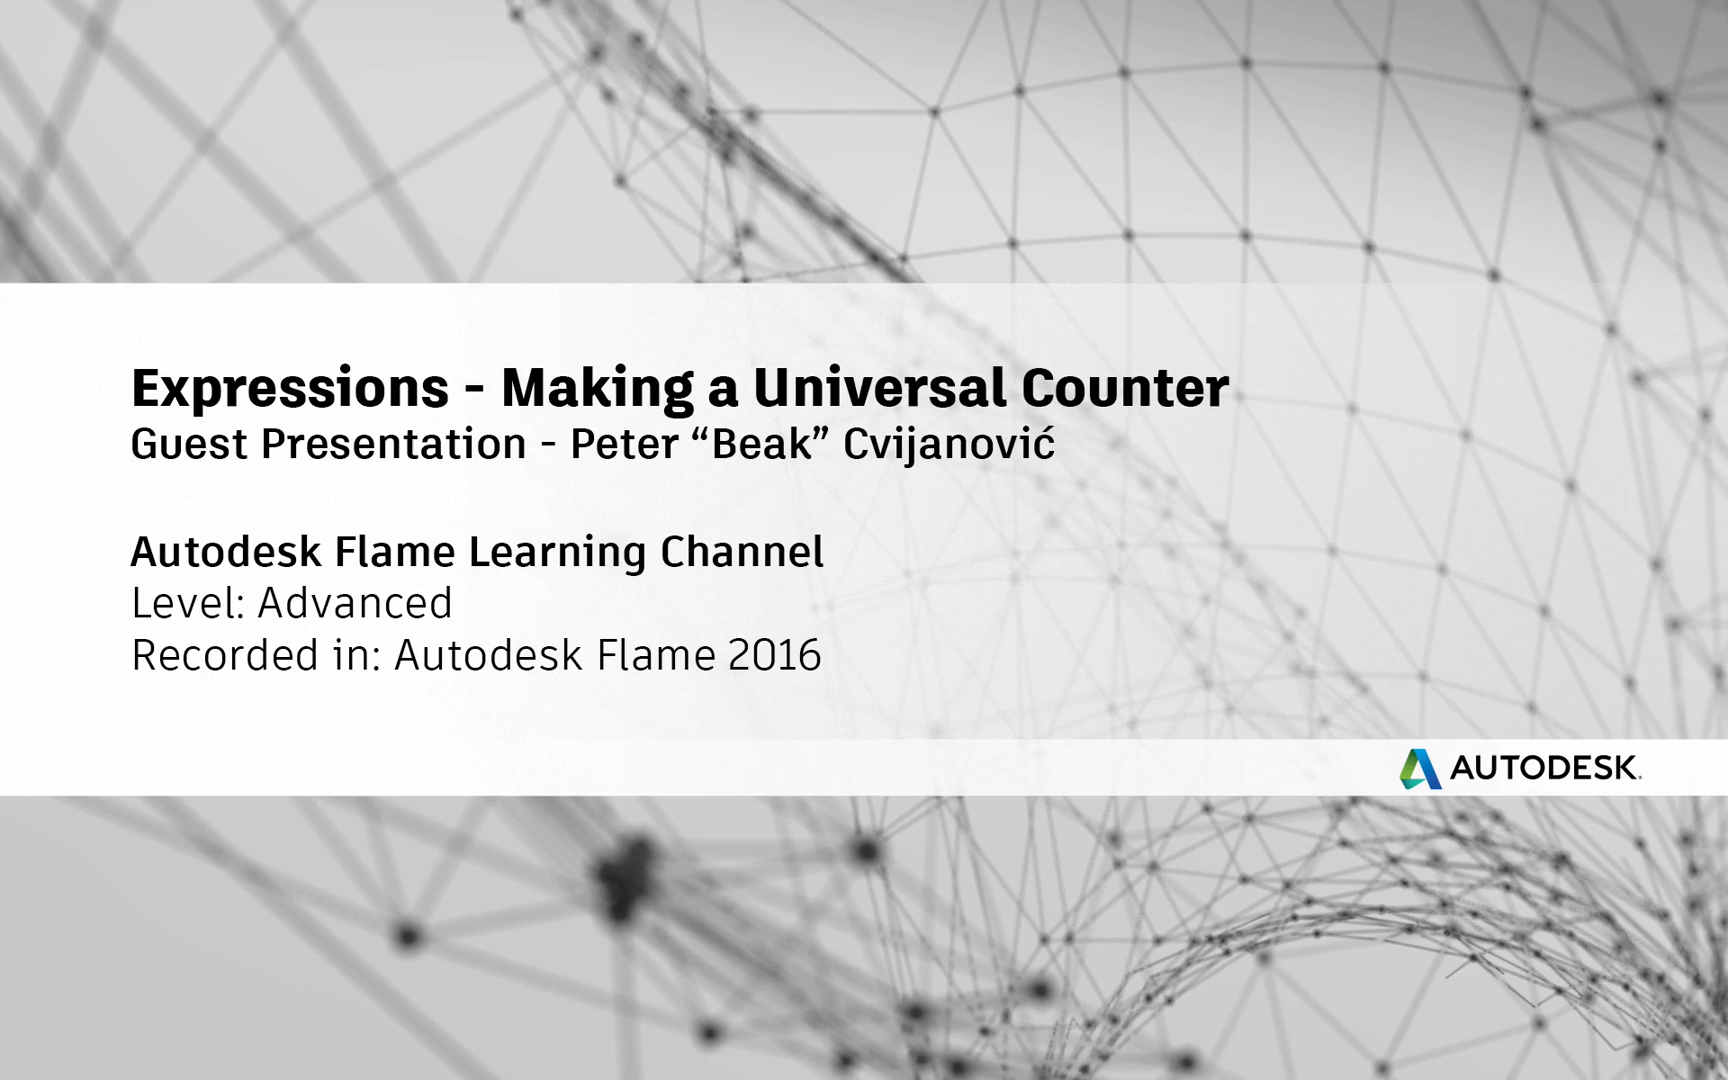 Expressions - Making a Universal Counter
Guest Presentation - Peter “Beak” Cvijanović
Autodesk Flame Learning Channel
Level: Advanced
Recorded in: Autodesk Flame 2016
AUTODESK.